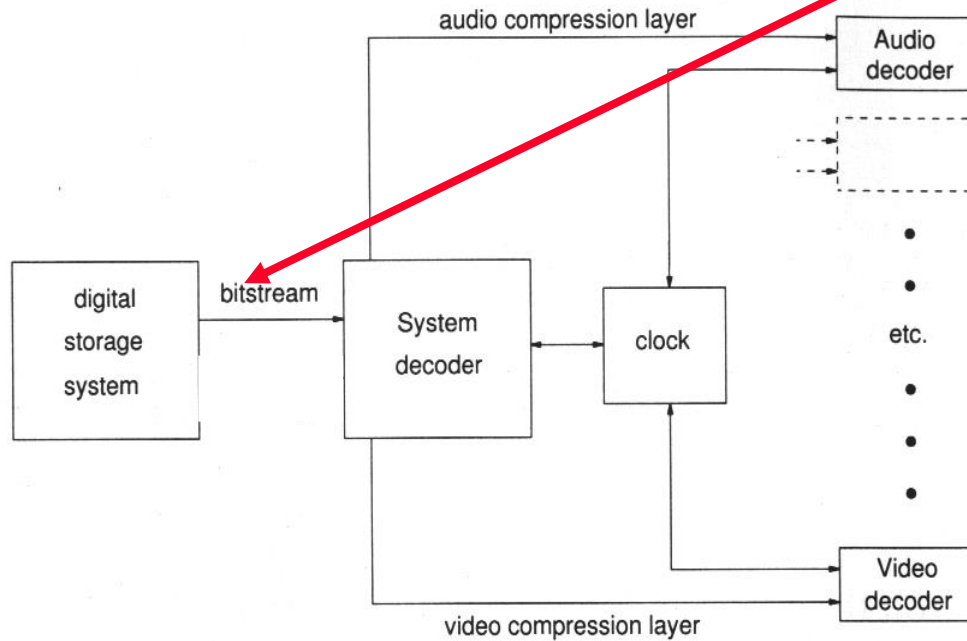 audio compression layer
Audio
decoder
digital
storage
system
bitstream
System
decoder
clock
etc.
Video
decoder
video compression layer